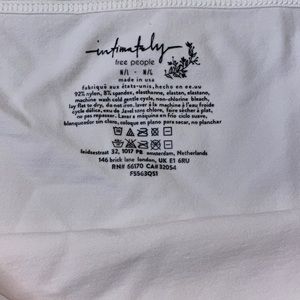 intimately
free people
M/L - M/L
made in usa
fabriqué aux états-unis, hecho en ee.uu
92% nylon, 8% spandex, elasthanne, elastan, elastano,
machine wash cold gentle cycle, non-chlorine bleach,
lay flat to dry, do not iron. laver à la machine à l'eau froide
cycle délicat, eau de Javel sans chlore. faire sécher à plat,
no pas repasser. Lavar a máquina en frío ciclo suave,
blanqueador sin cloro, coloque en plano para secar, no planchar
leidsestraat 32, 1017 PB amsterdam, Netherlands
146 brick lane london, UK E1 6RU
RN# 66170 CA# 32054
F5563QS1